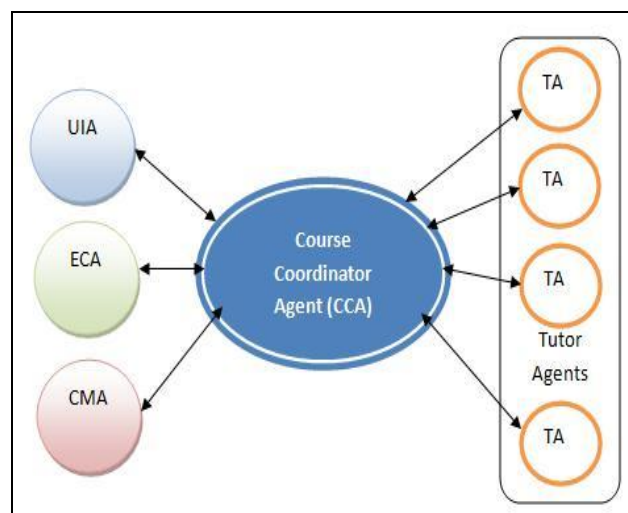 UIA
ECA
CMA
Course
Coordinator
Agent (CCA)
TA
TA
TA
Tutor
Agents
TA